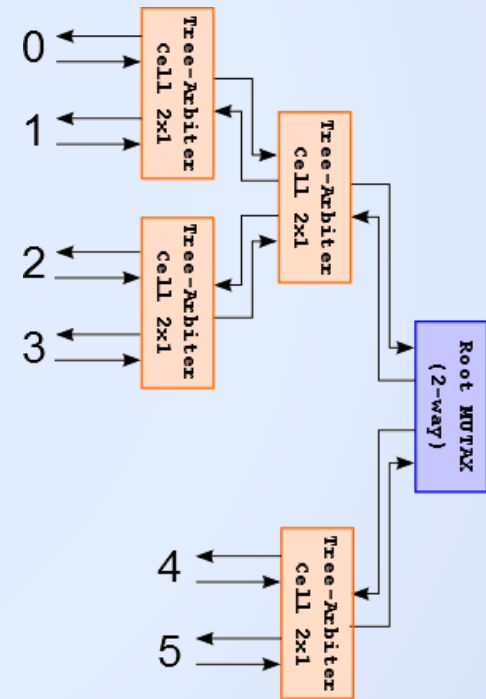 0
1
Tree-Arbiter
Cell 2x1
Tree-Arbiter
Cell 2x1
2
3
Tree-Arbiter
Cell 2x1
Root MUTAX
(2-way)
4
5
Tree-Arbiter
Cell 2x1